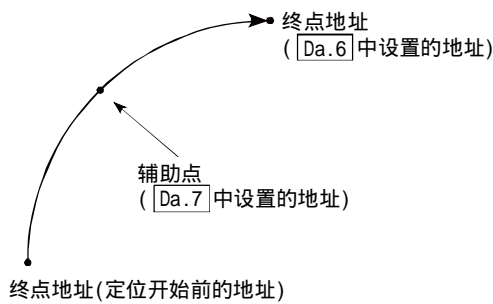 终点地址
( Da.6 中设置的地址)
辅助点
( Da.7 中设置的地址)
终点地址(定位开始前的地址)